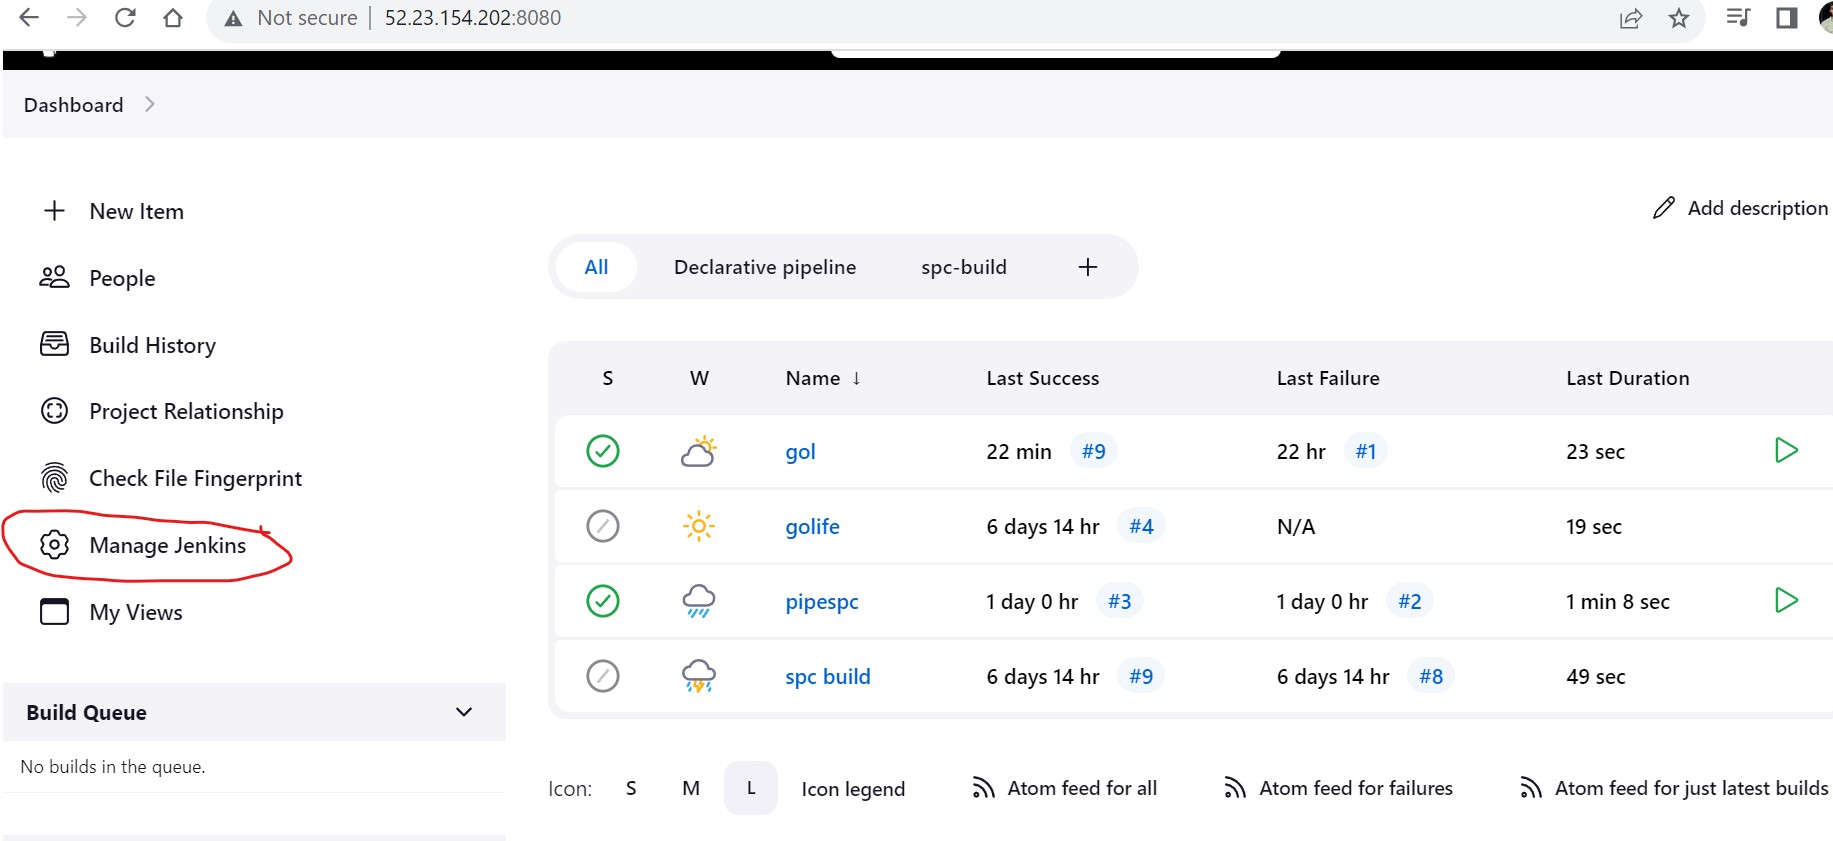 Not secure | 52.23.154.202:8080
Dashboard
New Item
People
Build History
Project Relationship
Check File Fingerprint
Manage Jenkins
My Views
Build Queue
No builds in the queue.
Add description
All Declarative pipeline spc-build +
S W Name ↓ Last Success Last Failure Last Duration
gol 22 min #9 22 hr #1 23 sec
golife 6 days 14 hr #4 N/A 19 sec
pipespc 1 day 0 hr #3 1 day 0 hr #2 1 min 8 sec
spc build 6 days 14 hr #9 6 days 14 hr #8 49 sec
Icon: S M L Icon legend Atom feed for all Atom feed for failures Atom feed for just latest builds